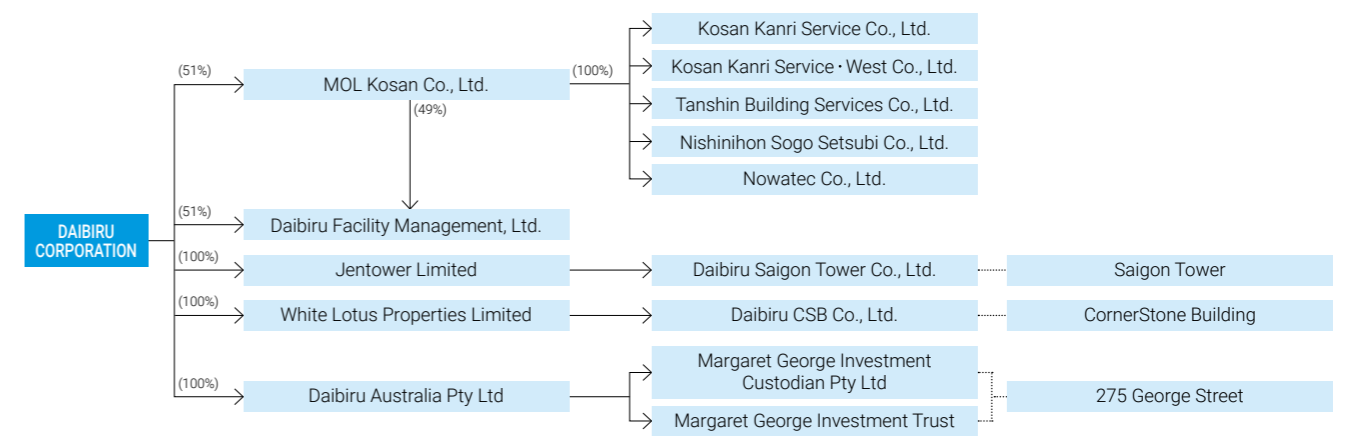 DAIBIRU
CORPORATION
(51%)
MOL Kosan Co., Ltd.
(100%)
Kosan Kanri Service Co., Ltd.
Kosan Kanri Service・West Co., Ltd.
Tanshin Building Services Co., Ltd.
Nishinihon Sogo Setsubi Co., Ltd.
Nowatec Co., Ltd.
(49%)
(51%)
Daibiru Facility Management, Ltd.
(100%)
Jentower Limited
Daibiru Saigon Tower Co., Ltd.
Saigon Tower
(100%)
White Lotus Properties Limited
Daibiru CSB Co., Ltd.
CornerStone Building
(100%)
Daibiru Australia Pty Ltd
Margaret George Investment
Custodian Pty Ltd
Margaret George Investment Trust
275 George Street